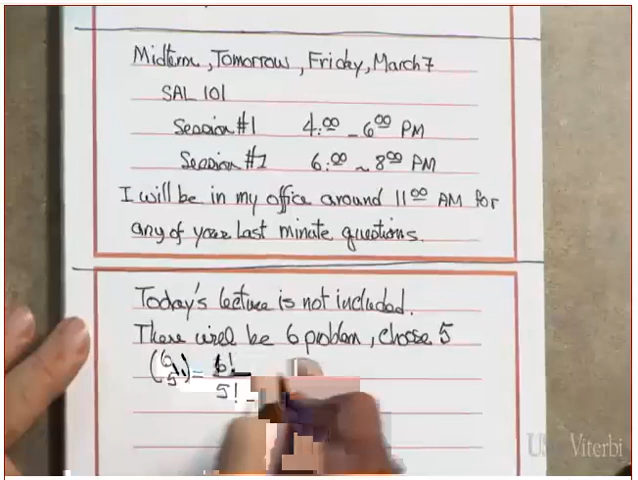 Midterm, Tomorrow, Friday, March 7
SAL 101
Session #1 4:00 - 6:00 PM
Session #2 6:00 ~ 8:00 PM
I will be in my office around 11:00 AM for
any of your last minute questions.
Today's lecture is not included.
There will be 6 problem, choose 5
= 6!
5!
USC Viterbi